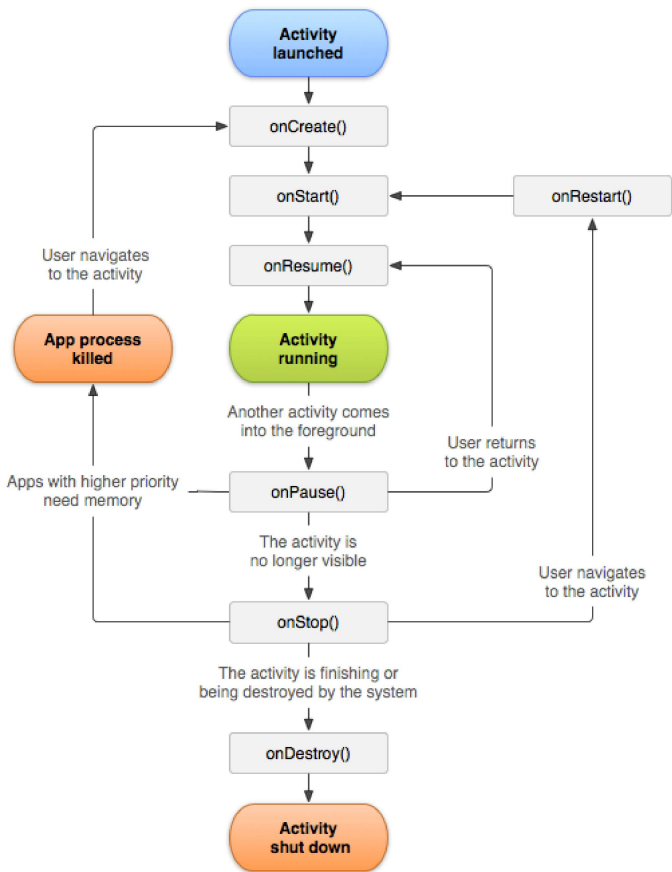 Activity
launched
onCreate()
onStart()
onRestart()
User navigates
to the activity
onResume()
App process
killed
Activity
running
Another activity comes
into the foreground
User returns
to the activity
Apps with higher priority
need memory
onPause()
The activity is
no longer visible
User navigates
to the activity
onStop()
The activity is finishing or
being destroyed by the system
onDestroy()
Activity
shut down